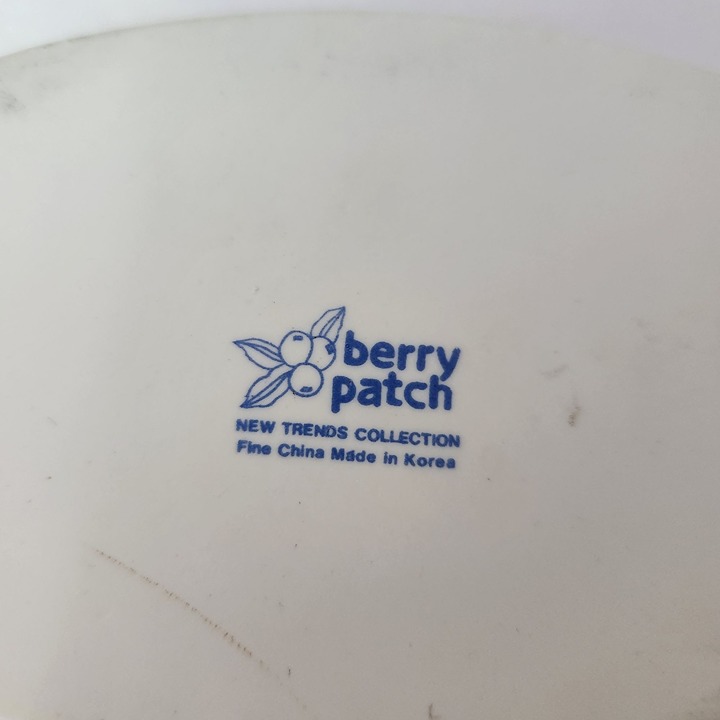 berry
patch
NEW TRENDS COLLECTION
Fine China Made in Korea